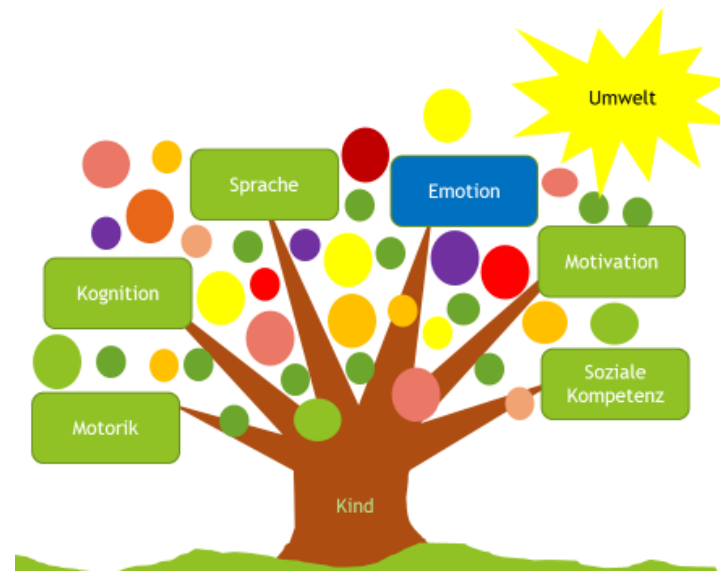 Umwelt
Sprache
Emotion
Motivation
Kognition
Soziale
Kompetenz
Motorik
Kind